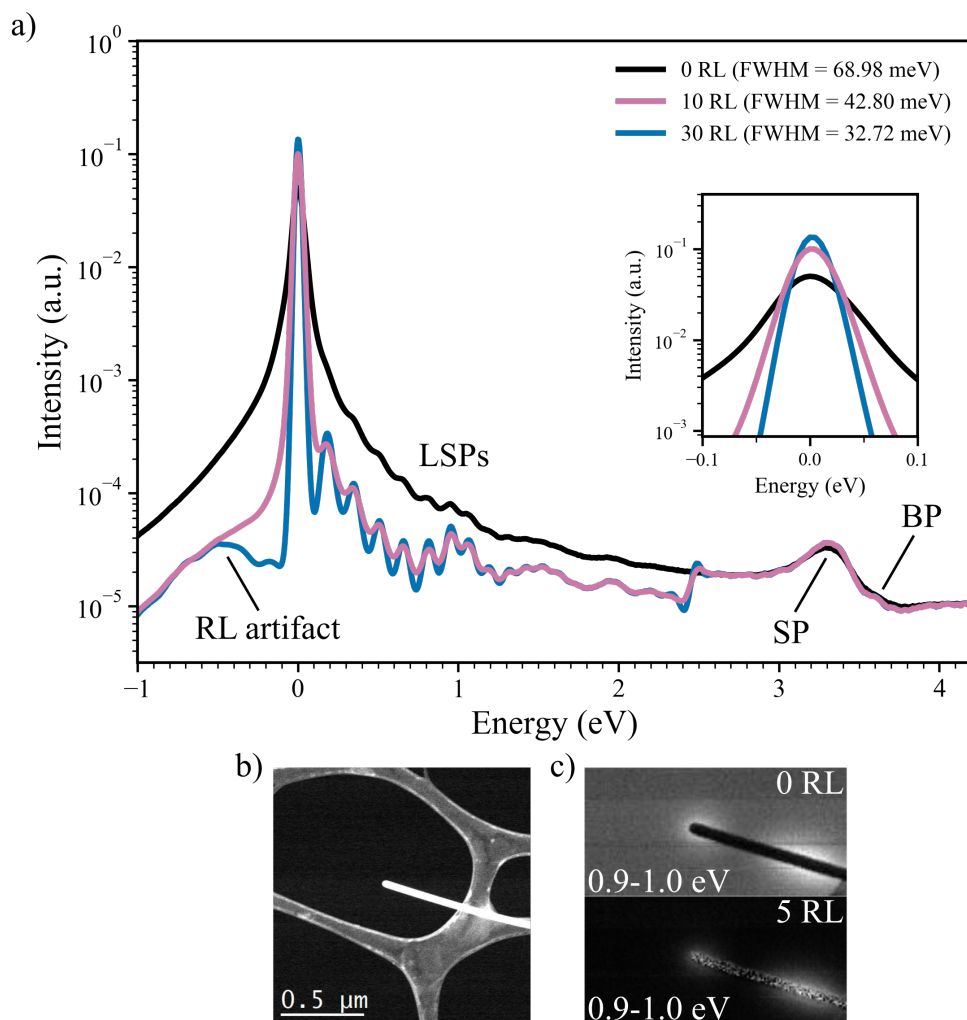 a)
10⁰
10⁻¹
10⁻²
10⁻³
10⁻⁴
10⁻⁵
Intensity (a.u.)
0 RL (FWHM = 68.98 meV)
10 RL (FWHM = 42.80 meV)
30 RL (FWHM = 32.72 meV)
10⁻¹
10⁻²
10⁻³
Intensity (a.u.)
−0.1 0.0 0.1
Energy (eV)
LSPs
BP
RL artifact
SP
−1 0 1 2 3 4
Energy (eV)
b)
0.5 μm
c)
0 RL
0.9-1.0 eV
5 RL
0.9-1.0 eV